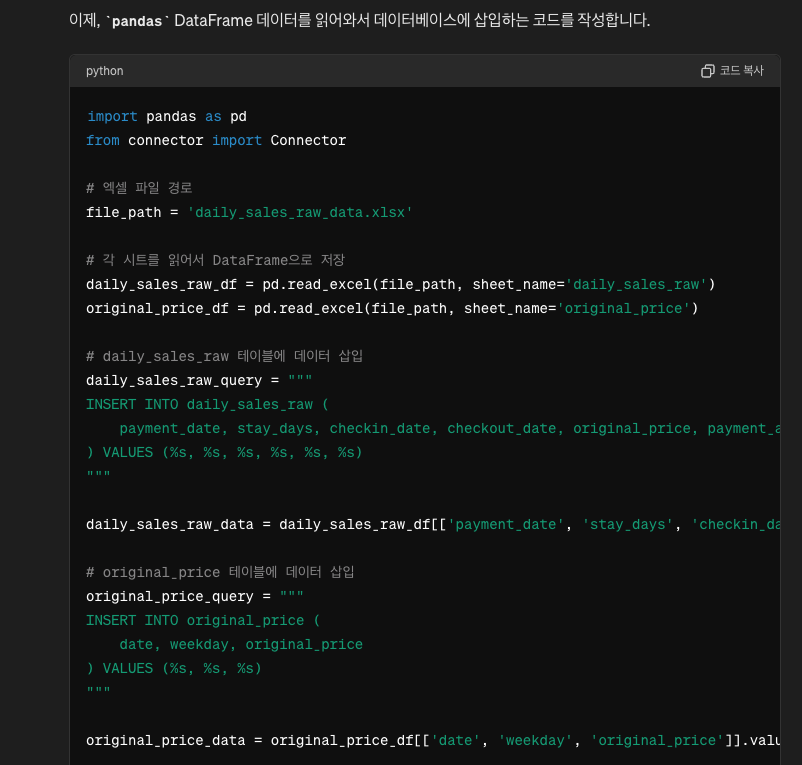 이제, `pandas` DataFrame 데이터를 읽어와서 데이터베이스에 삽입하는 코드를 작성합니다.
python
코드 복사
import pandas as pd
from connector import Connector
# 엑셀 파일 경로
file_path = 'daily_sales_raw_data.xlsx'
# 각 시트를 읽어서 DataFrame으로 저장
daily_sales_raw_df = pd.read_excel(file_path, sheet_name='daily_sales_raw')
original_price_df = pd.read_excel(file_path, sheet_name='original_price')
# daily_sales_raw 테이블에 데이터 삽입
daily_sales_raw_query = """
INSERT INTO daily_sales_raw (
payment_date, stay_days, checkin_date, checkout_date, original_price, payment_a
) VALUES (%s, %s, %s, %s, %s, %s)
"""
daily_sales_raw_data = daily_sales_raw_df[['payment_date', 'stay_days', 'checkin_da
# original_price 테이블에 데이터 삽입
original_price_query = """
INSERT INTO original_price (
date, weekday, original_price
) VALUES (%s, %s, %s)
"""
original_price_data = original_price_df[['date', 'weekday', 'original_price']].valu